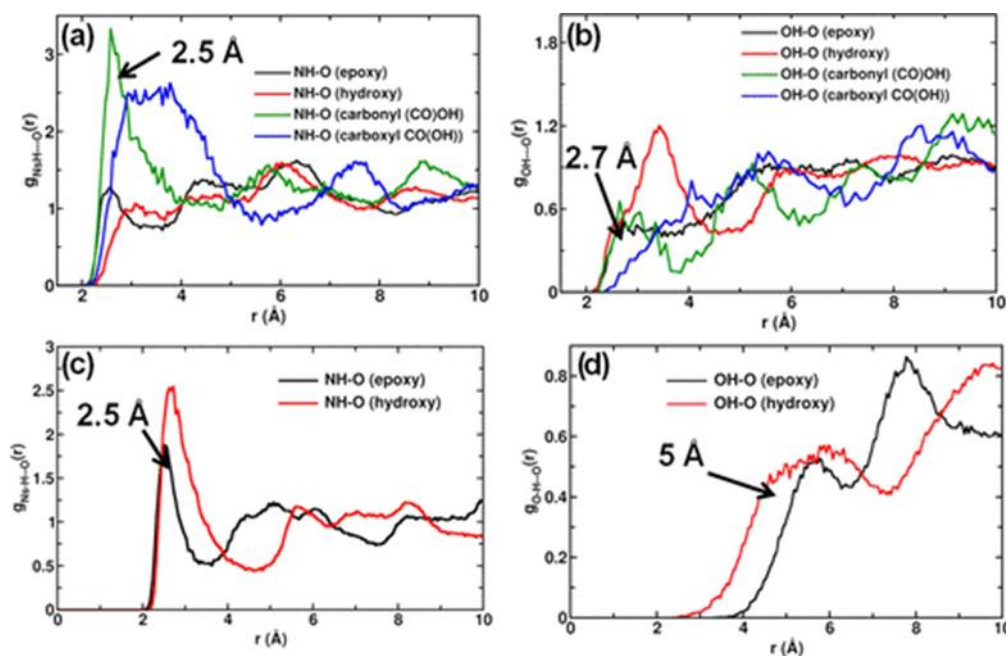 (a)
2.5 Å
NH-O (epoxy)
NH-O (hydroxy)
NH-O (carbonyl (CO)OH)
NH-O (carboxyl CO(OH))
g_NsH---O(r)
3
2
1
0
2 4 6 8 10
r (Å)
(b)
2.7 Å
OH-O (epoxy)
OH-O (hydroxy)
OH-O (carbonyl (CO)OH)
OH-O (carboxyl CO(OH))
g_OH---O(r)
1.8
1.2
0.6
0
2 4 6 8 10
r (Å)
(c)
2.5 Å
NH-O (epoxy)
NH-O (hydroxy)
g_Ns-H---O(r)
3
2.5
2
1.5
1
0.5
0
0 2 4 6 8 10
r (Å)
(d)
5 Å
OH-O (epoxy)
OH-O (hydroxy)
g_O-H---O(r)
0.8
0.6
0.4
0.2
0
0 2 4 6 8 10
r (Å)